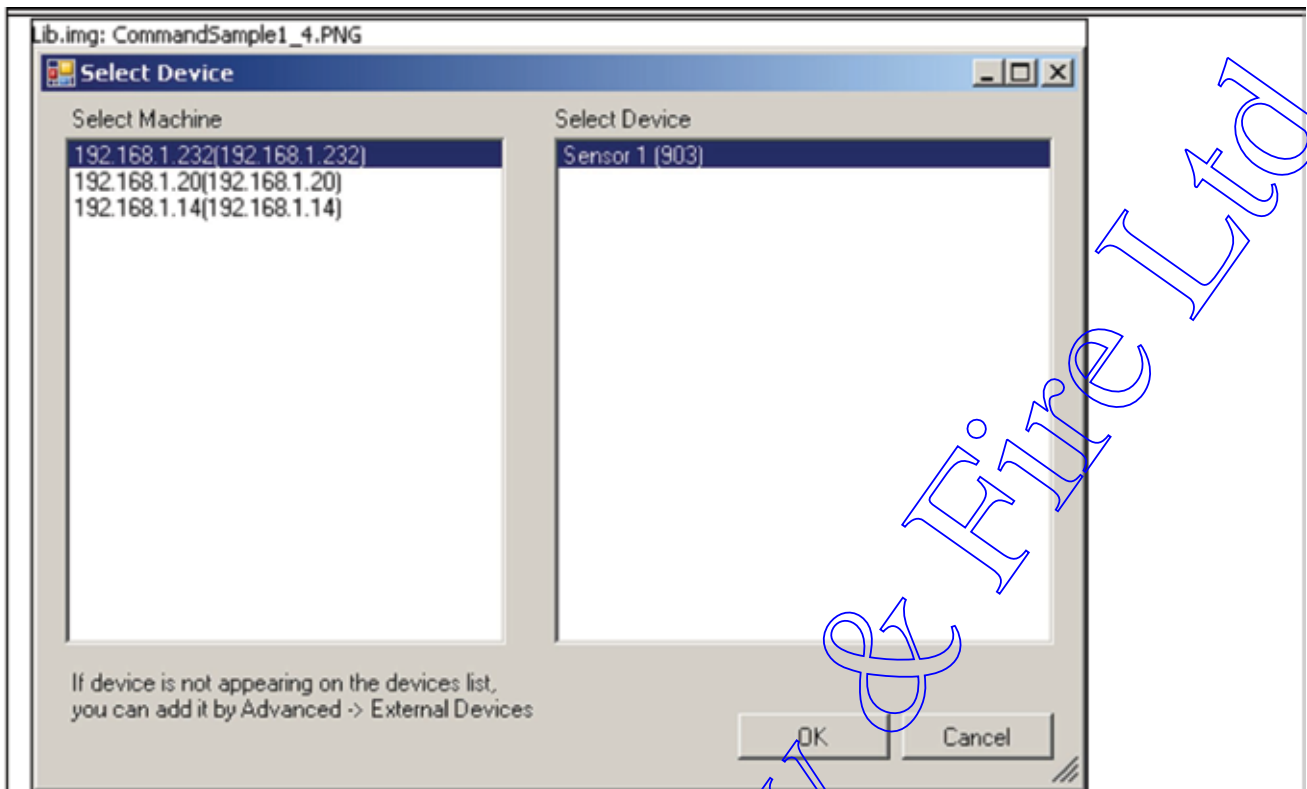 Lib.img: CommandSample1_4.PNG
Select Device
Select Machine
192.168.1.232(192.168.1.232)
192.168.1.20(192.168.1.20)
192.168.1.14(192.168.1.14)
Select Device
Sensor 1 (903)
If device is not appearing on the devices list,
you can add it by Advanced -> External Devices
OK
Cancel
& Fire Ltd